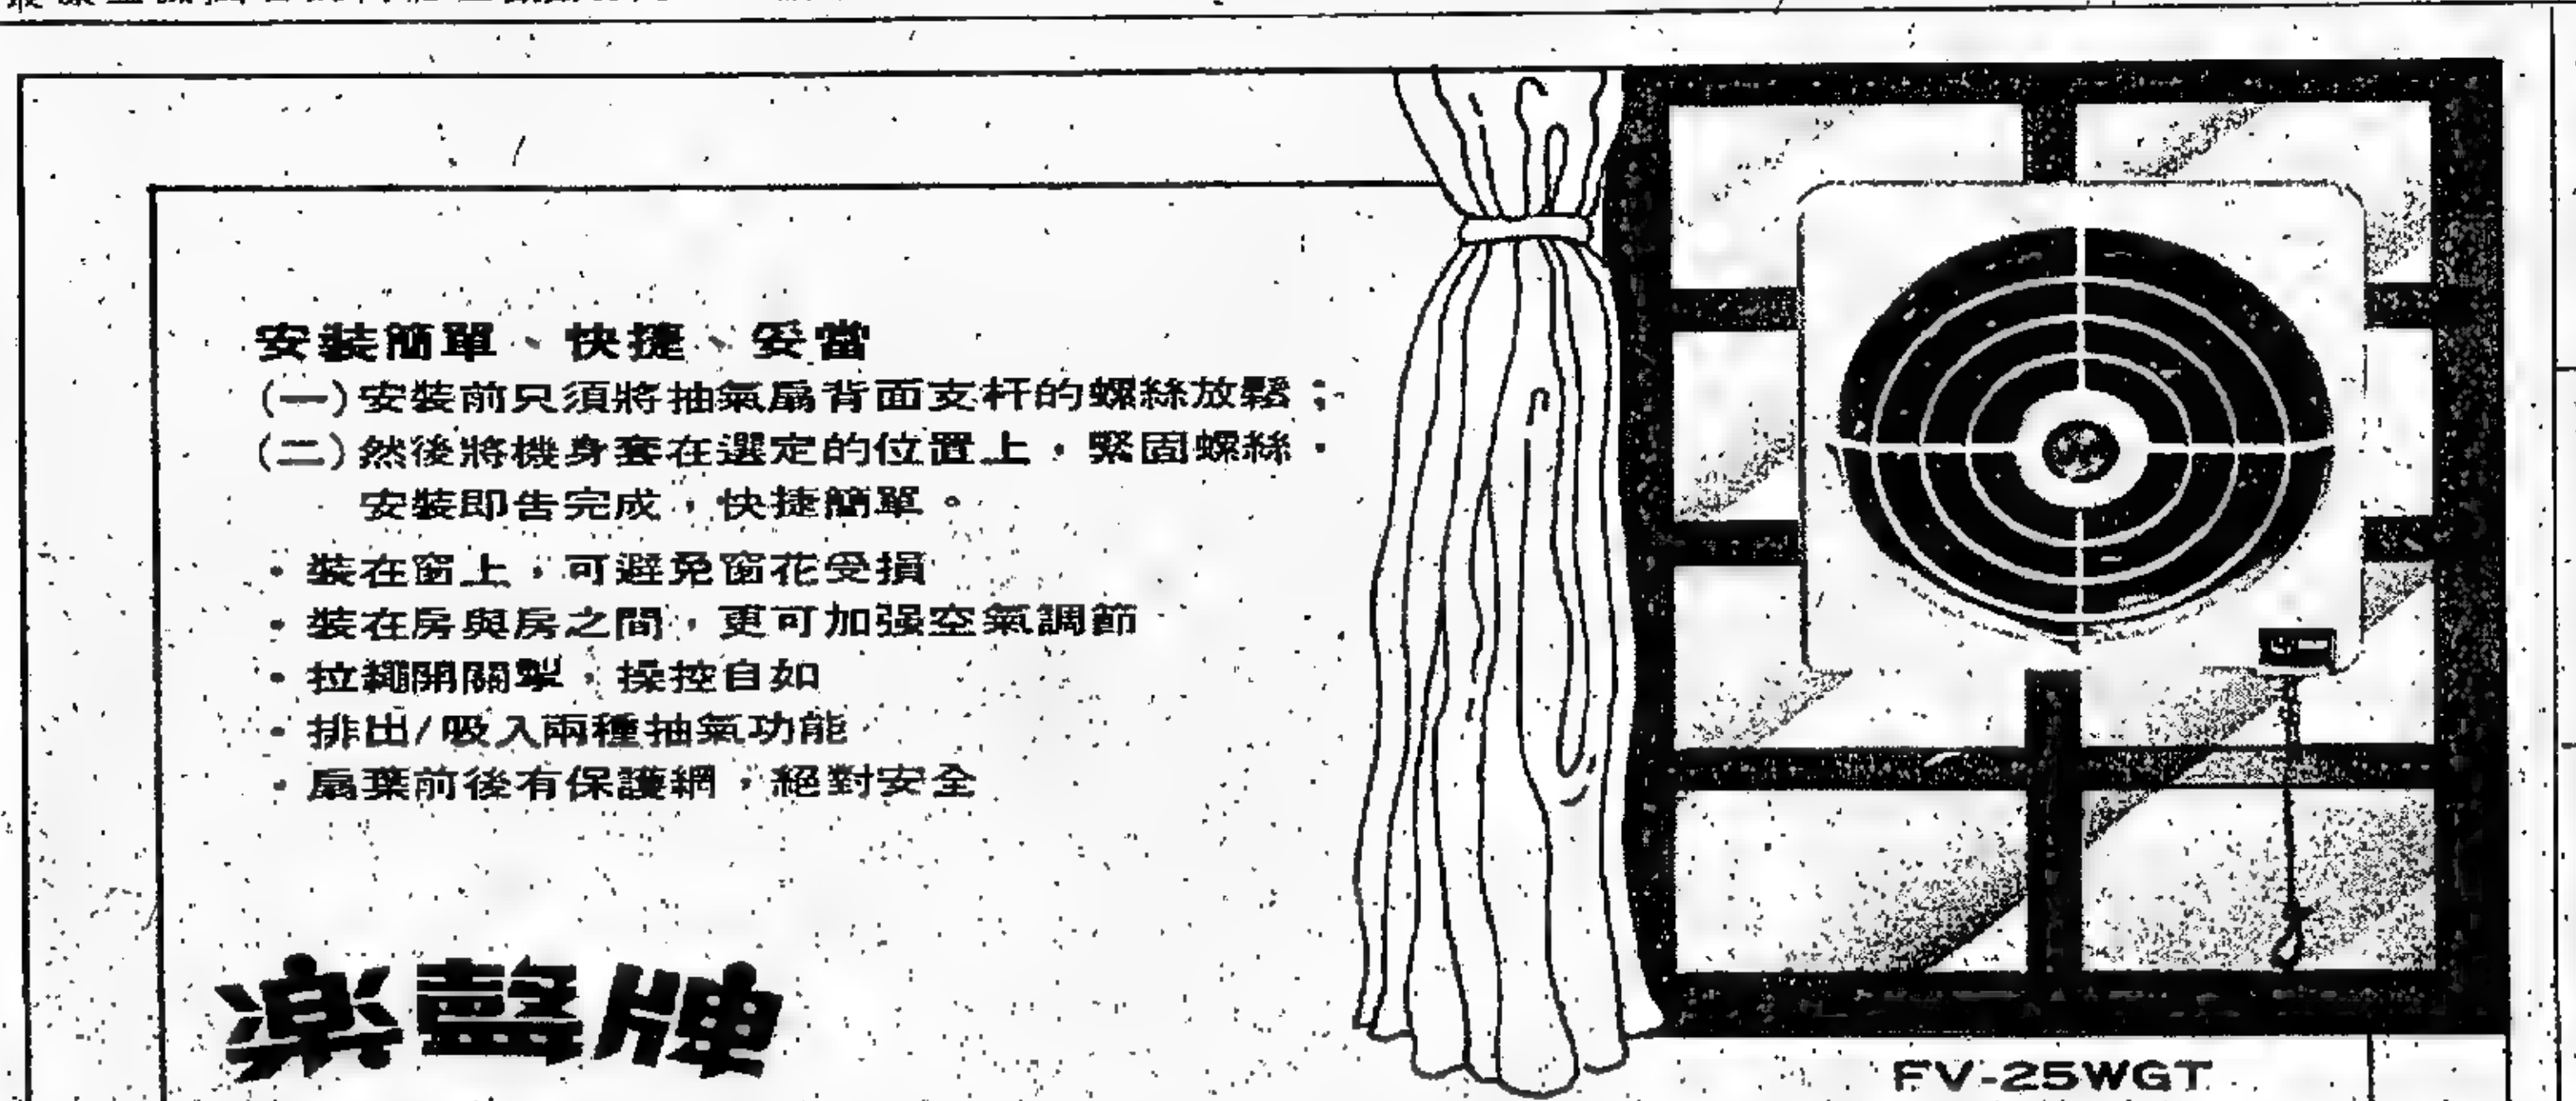 安裝簡單、快捷、妥當
(一)安裝前只須將抽氣扇背面支杆的螺絲放鬆；
(二)然後將機身套在選定的位置上，緊固螺絲，
安裝即告完成，快捷簡單。
・裝在窗上，可避免窗花受損
・裝在房與房之間，更可加强空氣調節
・拉繩開關掣，操控自如
・排出/吸入兩種抽氣功能
・扇葉前後有保護網，絕對安全
樂聲牌
FV-25WGT